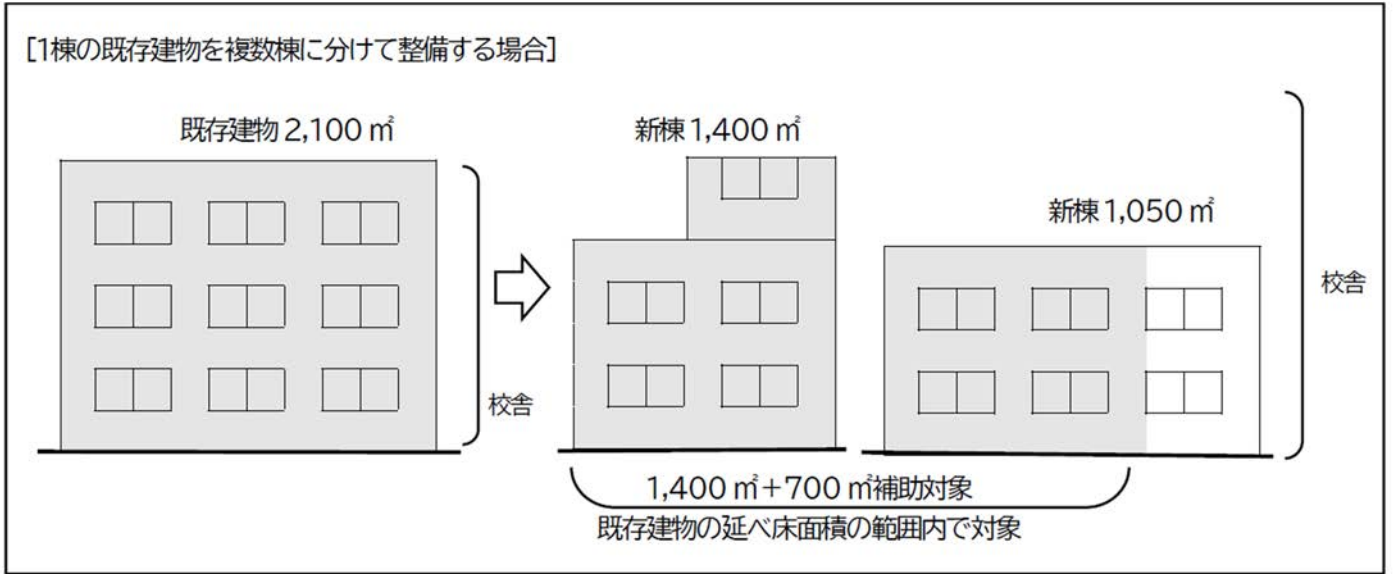 [1棟の既存建物を複数棟に分けて整備する場合]
既存建物 2,100 ㎡
新棟 1,400 ㎡
新棟 1,050 ㎡
校舎
校舎
1,400 ㎡+700 ㎡補助対象
既存建物の延べ床面積の範囲内で対象